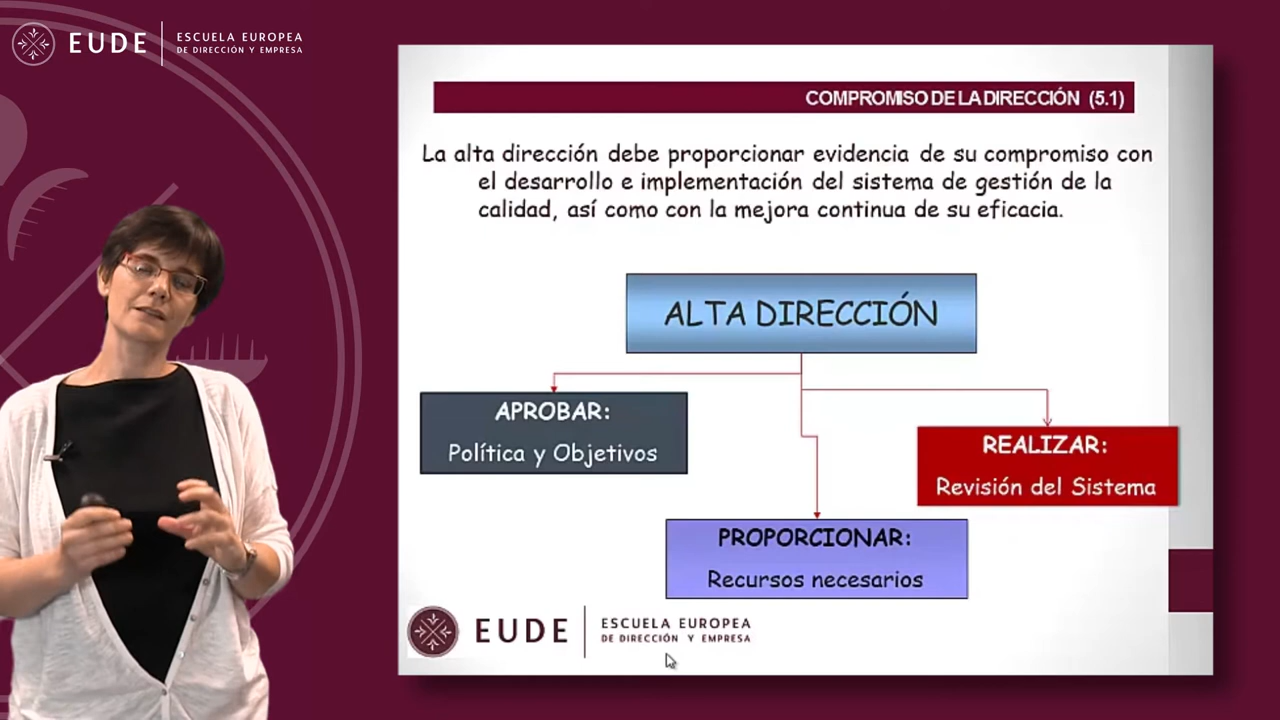 EUDE
ESCUELA EUROPEA
DE DIRECCIÓN Y EMPRESA
COMPROMISO DE LA DIRECCIÓN (5.1)
La alta dirección debe proporcionar evidencia de su compromiso con
el desarrollo e implementación del sistema de gestión de la
calidad, así como con la mejora continua de su eficacia.
ALTA DIRECCIÓN
APROBAR:
Política y Objetivos
REALIZAR:
Revisión del Sistema
PROPORCIONAR:
Recursos necesarios
EUDE
ESCUELA EUROPEA
DE DIRECCIÓN Y EMPRESA